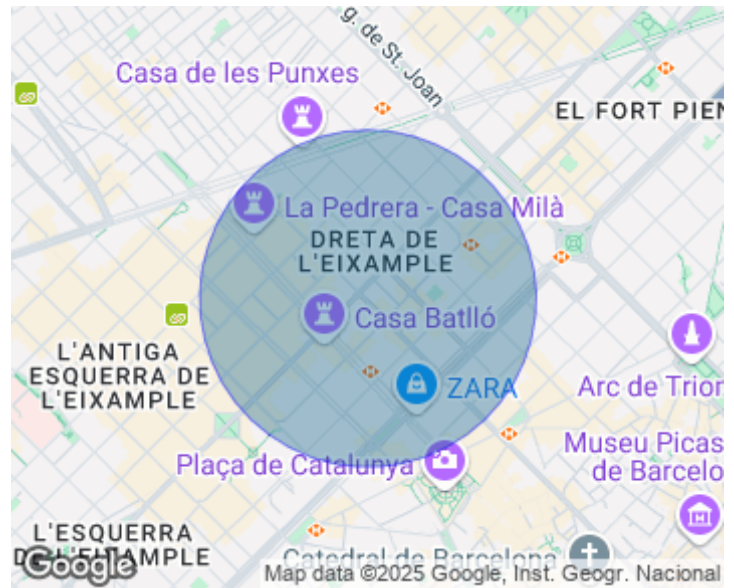 g. de St. Joan
Casa de les Punxes
EL FORT PIEN
La Pedrera - Casa Milà
DRETA DE
L'EIXAMPLE
Casa Batlló
L'ANTIGA
ESQUERRA DE
L'EIXAMPLE
ZARA
Arc de Trior
Plaça de Catalunya
Museu Picas
de Barcelo
L'ESQUERRA
DE L'EIXAMPLE
Google
Catedral de Barcelona
Map data ©2025 Google, Inst. Geogr. Nacional